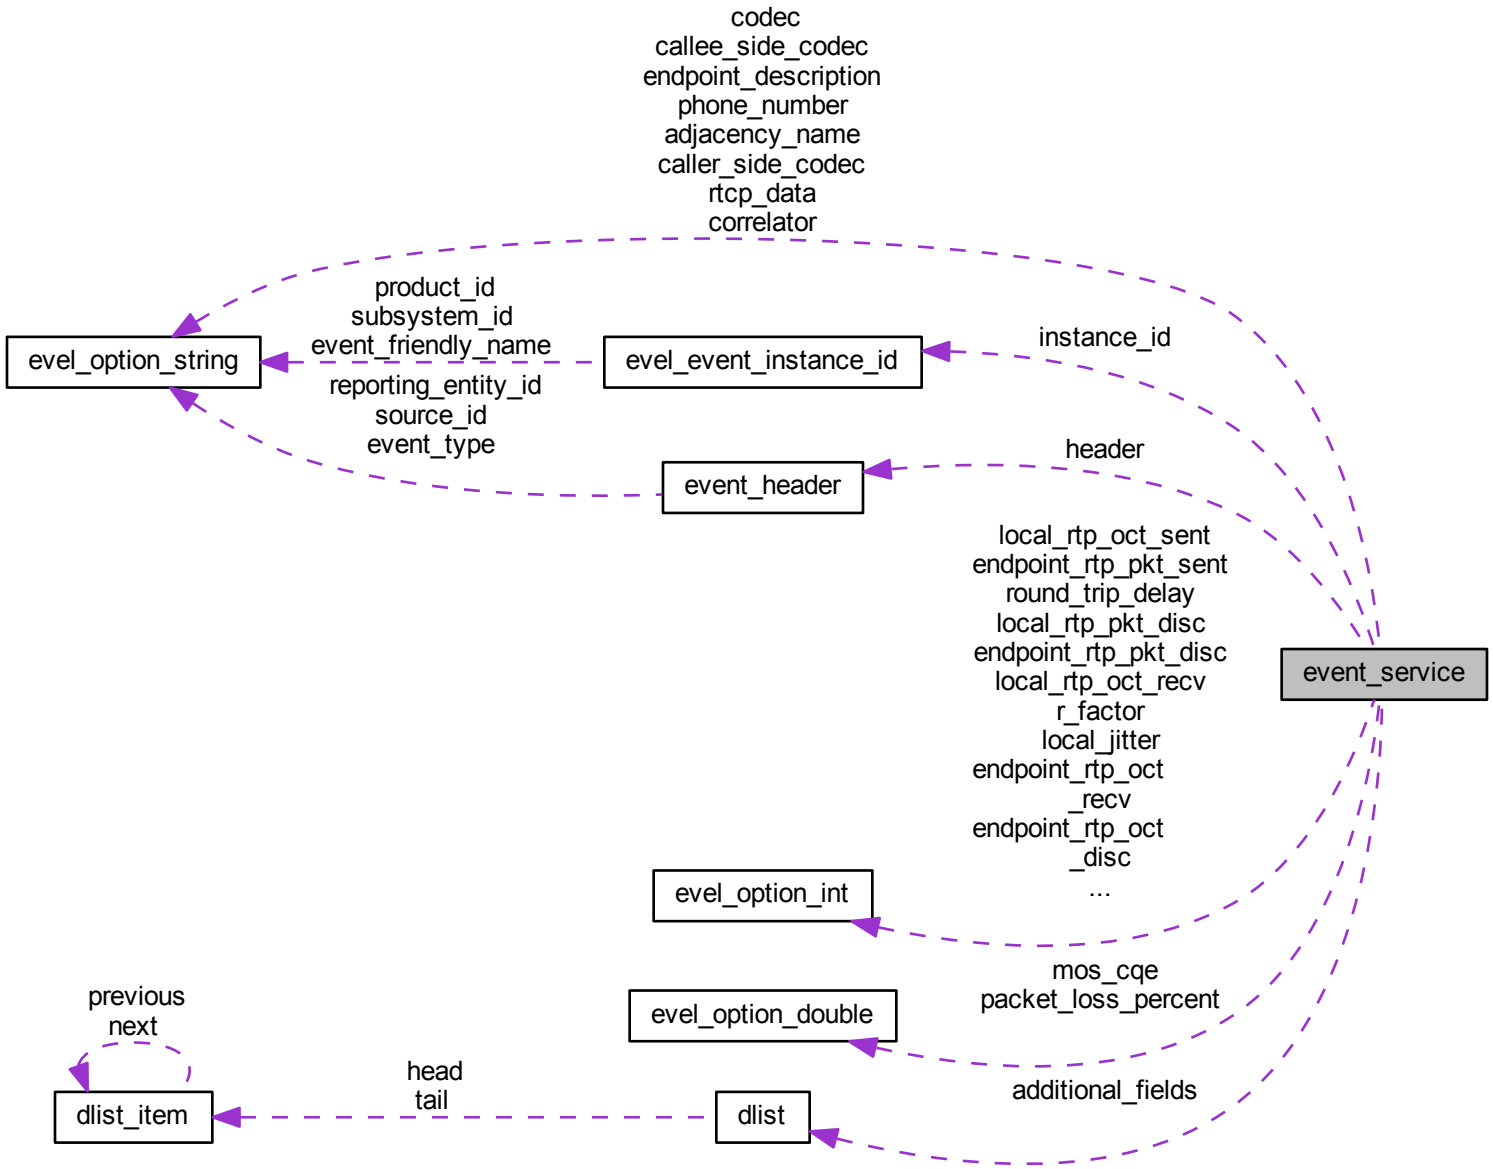 codec
callee_side_codec
endpoint_description
phone_number
adjacency_name
caller_side_codec
rtcp_data
correlator
product_id
subsystem_id
event_friendly_name
evel_option_string
evel_event_instance_id
instance_id
reporting_entity_id
source_id
event_type
header
event_header
local_rtp_oct_sent
endpoint_rtp_pkt_sent
round_trip_delay
local_rtp_pkt_disc
endpoint_rtp_pkt_disc
local_rtp_oct_recv
r_factor
local_jitter
endpoint_rtp_oct
_recv
endpoint_rtp_oct
_disc
...
event_service
evel_option_int
mos_cqe
packet_loss_percent
evel_option_double
previous
next
head
tail
additional_fields
dlist_item
dlist